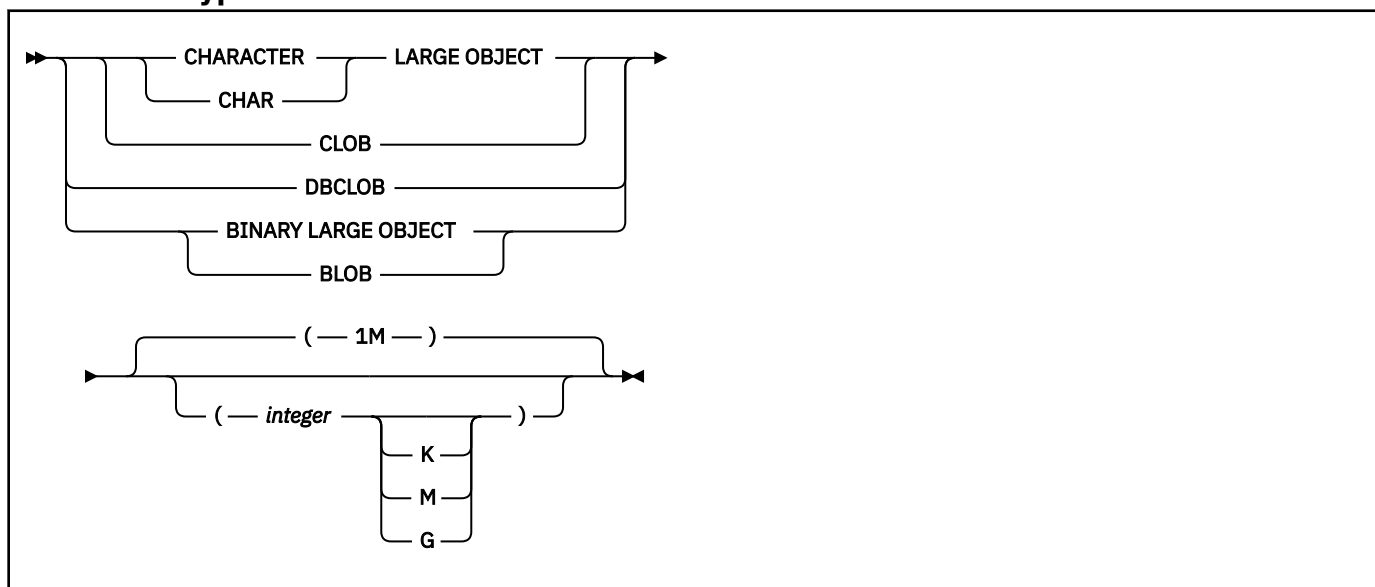 CHARACTER LARGE OBJECT
CHAR
CLOB
DBCLOB
BINARY LARGE OBJECT
BLOB
( 1M )
( integer )
K
M
G